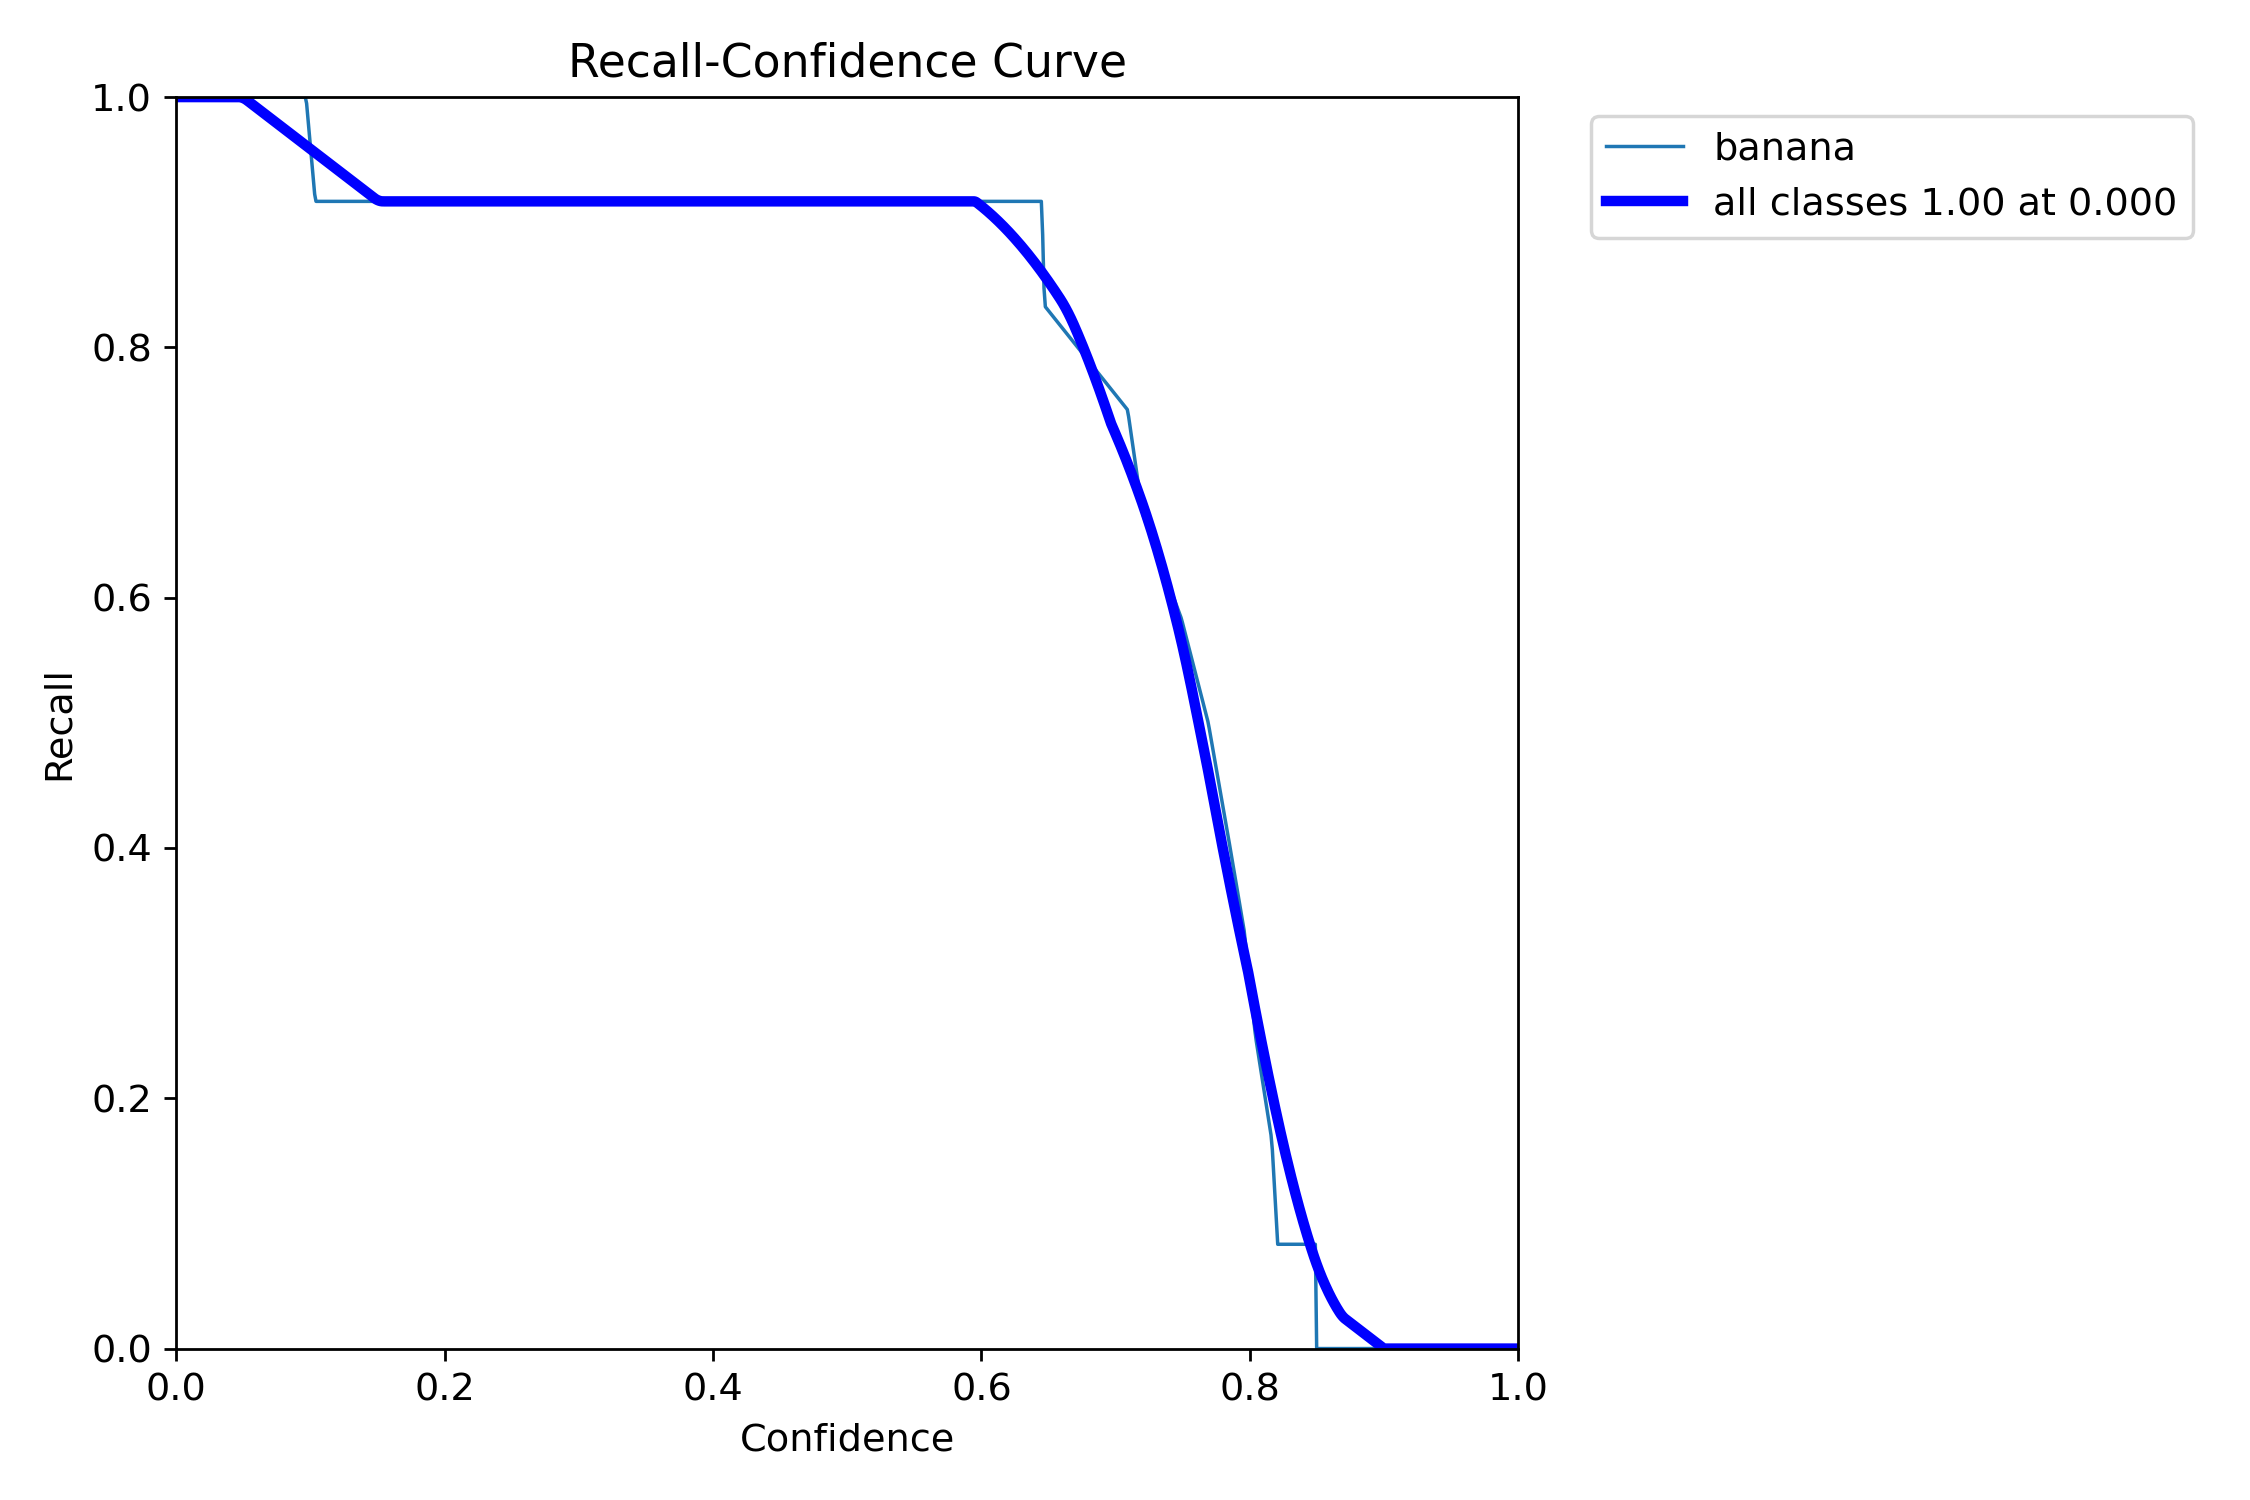 Recall-Confidence Curve
1.0
0.8
0.6
0.4
0.2
0.0
Recall
0.0 0.2 0.4 0.6 0.8 1.0
Confidence
banana
all classes 1.00 at 0.000